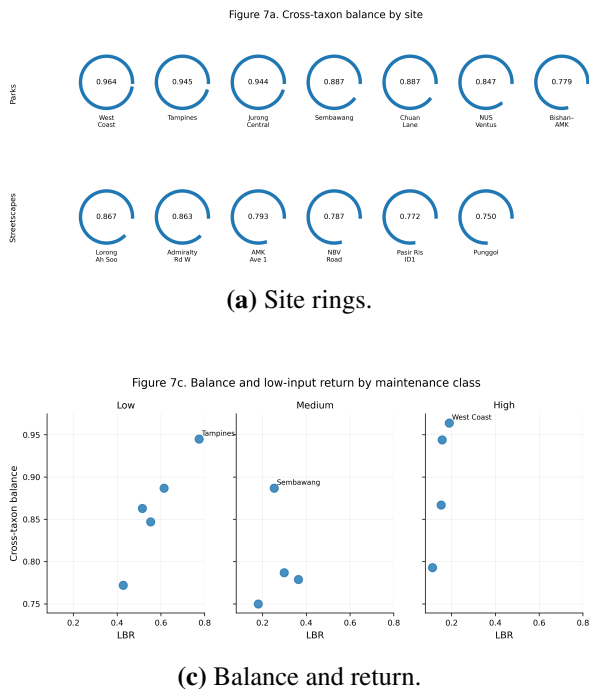 Figure 7a. Cross-taxon balance by site
Parks
0.964
0.945
0.944
0.887
0.887
0.847
0.779
West
Coast
Tampines
Jurong
Central
Sembawang
Chuan
Lane
NUS
Ventus
Bishan–
AMK
Streetscapes
0.867
0.863
0.793
0.787
0.772
0.750
Lorong
Ah Soo
Admiralty
Rd W
AMK
Ave 1
NBV
Road
Pasir Ris
ID1
Punggol
(a) Site rings.
Figure 7c. Balance and low-input return by maintenance class
Low
Medium
High
Cross-taxon balance
0.95
0.90
0.85
0.80
0.75
Tampines
Sembawang
West Coast
0.2 0.4 0.6 0.8
0.2 0.4 0.6 0.8
0.2 0.4 0.6 0.8
LBR
LBR
LBR
(c) Balance and return.